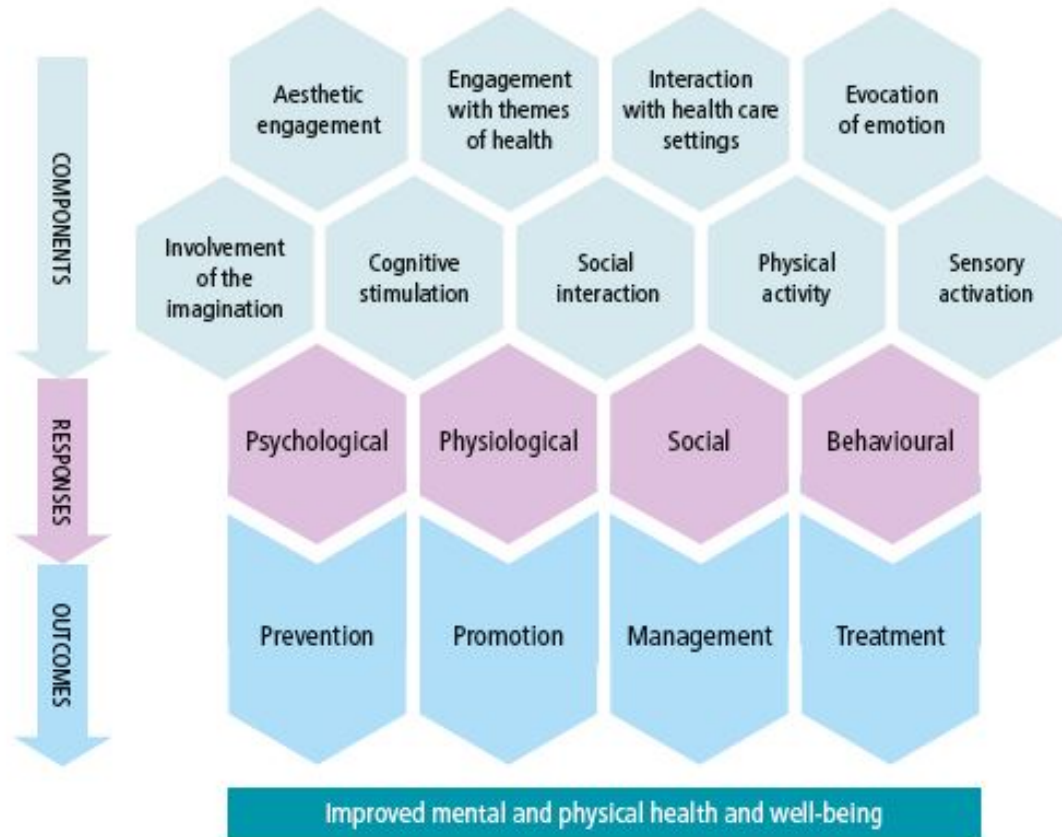 COMPONENTS
Aesthetic
engagement
Engagement
with themes
of health
Interaction
with health care
settings
Evocation
of emotion
Involvement
of the
imagination
Cognitive
stimulation
Social
interaction
Physical
activity
Sensory
activation
RESPONSES
Psychological
Physiological
Social
Behavioural
OUTCOMES
Prevention
Promotion
Management
Treatment
Improved mental and physical health and well-being